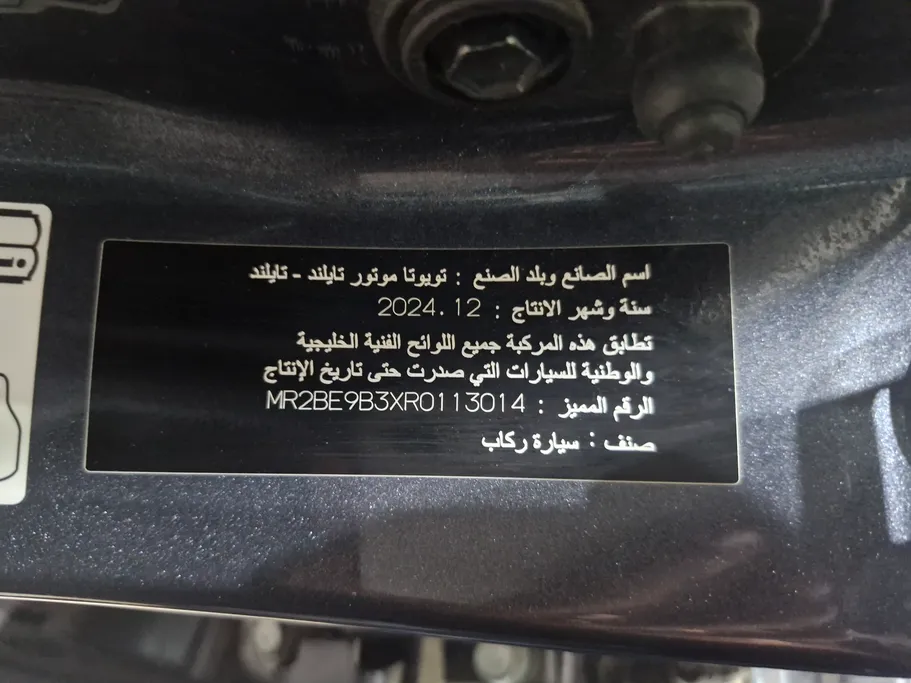 اسم الصانع وبلد الصنع : تويوتا موتور تايلند - تايلند
سنة وشهر الانتاج : 2024.12
تطابق هذه المركبة جميع اللوائح الفنية الخليجية
والوطنية للسيارات التي صدرت حتى تاريخ الإنتاج
الرقم المميز : MR2BE9B3XR0113014
صنف : سيارة ركاب